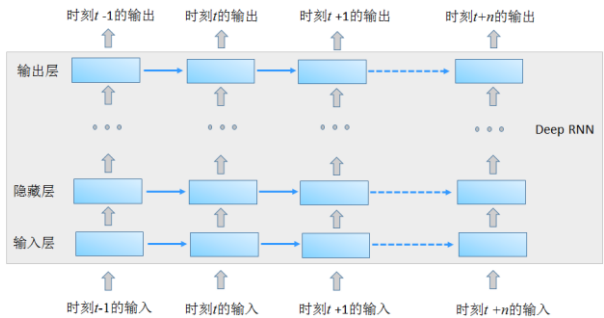 时刻t -1的输出 时刻t的输出 时刻t +1的输出 时刻t+n的输出
输出层
Deep RNN
隐藏层
输入层
时刻t-1的输入 时刻t的输入 时刻t +1的输入 时刻t +n的输入